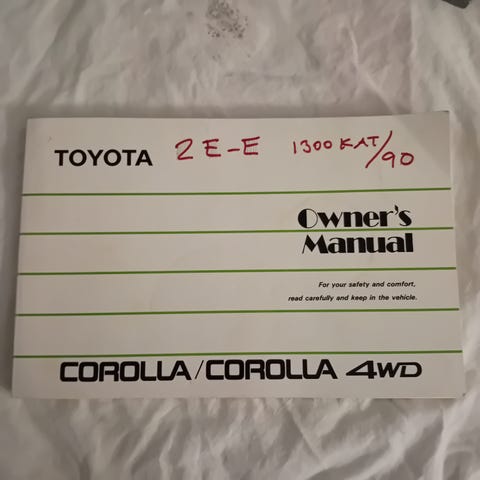 TOYOTA 2E-E 1300 KAT/90
Owner's
Manual
For your safety and comfort,
read carefully and keep in the vehicle.
COROLLA/COROLLA 4WD